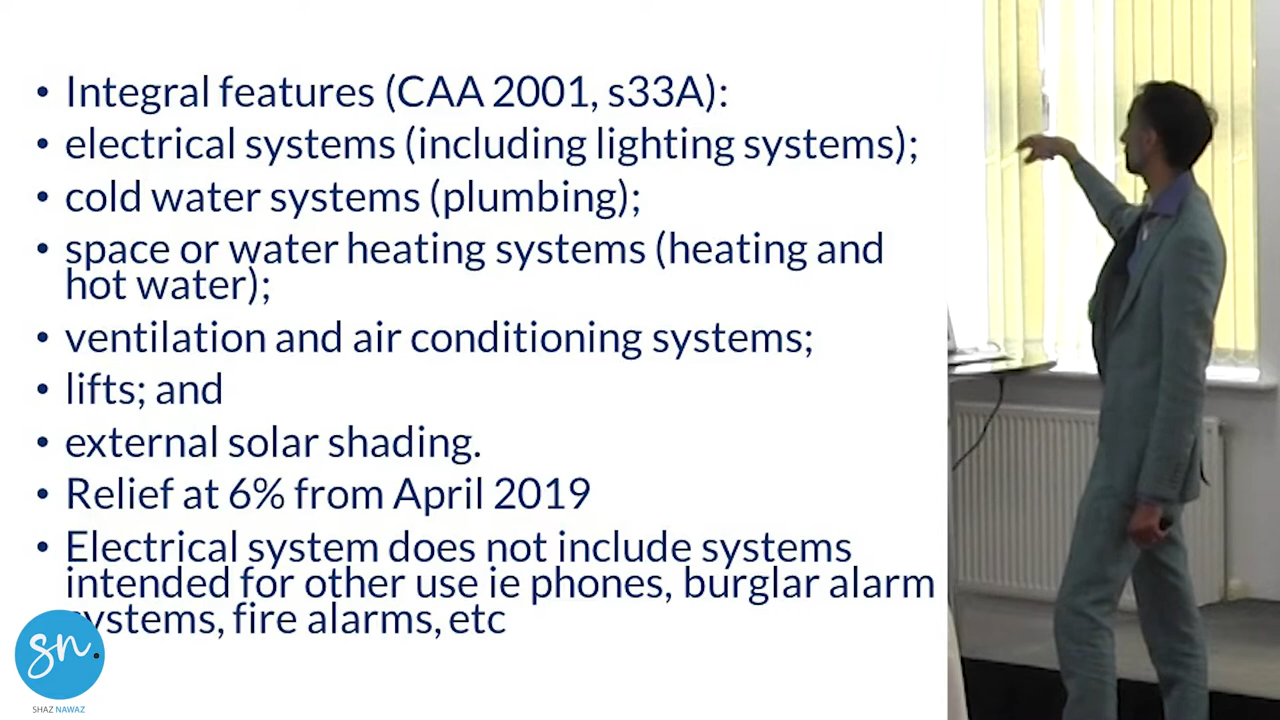 • Integral features (CAA 2001, s33A):
• electrical systems (including lighting systems);
• cold water systems (plumbing);
• space or water heating systems (heating and
hot water);
• ventilation and air conditioning systems;
• lifts; and
• external solar shading.
• Relief at 6% from April 2019
• Electrical system does not include systems
intended for other use ie phones, burglar alarm
systems, fire alarms, etc
sn.
SHAZ NAWAZ